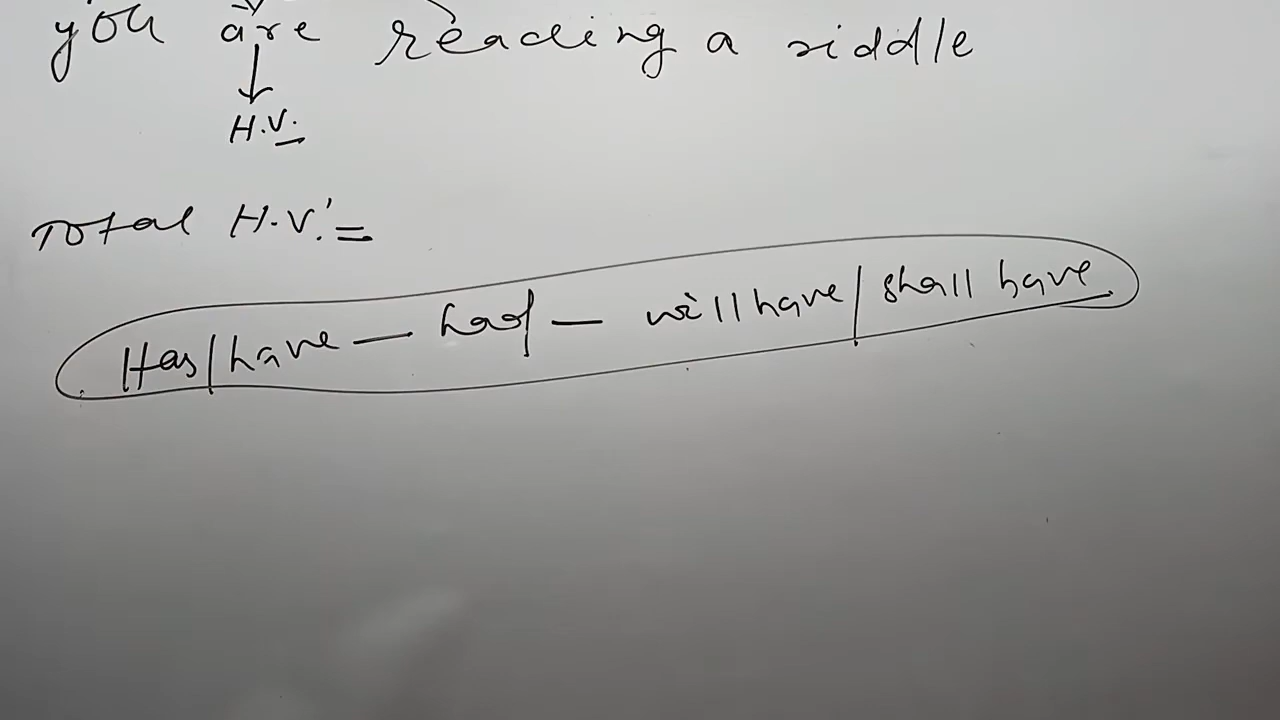 you are reading a riddle
H.V.
Total H.V.'=
Has/have — had — will have/shall have